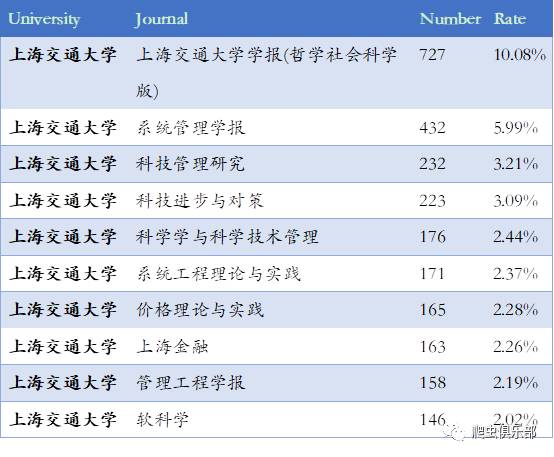 University Journal Number Rate
上海交通大学 上海交通大学学报(哲学社会科学 727 10.08%
版)
上海交通大学 系统管理学报 432 5.99%
上海交通大学 科技管理研究 232 3.21%
上海交通大学 科技进步与对策 223 3.09%
上海交通大学 科学学与科学技术管理 176 2.44%
上海交通大学 系统工程理论与实践 171 2.37%
上海交通大学 价格理论与实践 165 2.28%
上海交通大学 上海金融 163 2.26%
上海交通大学 管理工程学报 158 2.19%
上海交通大学 软科学 146 2.02%
爬虫俱乐部